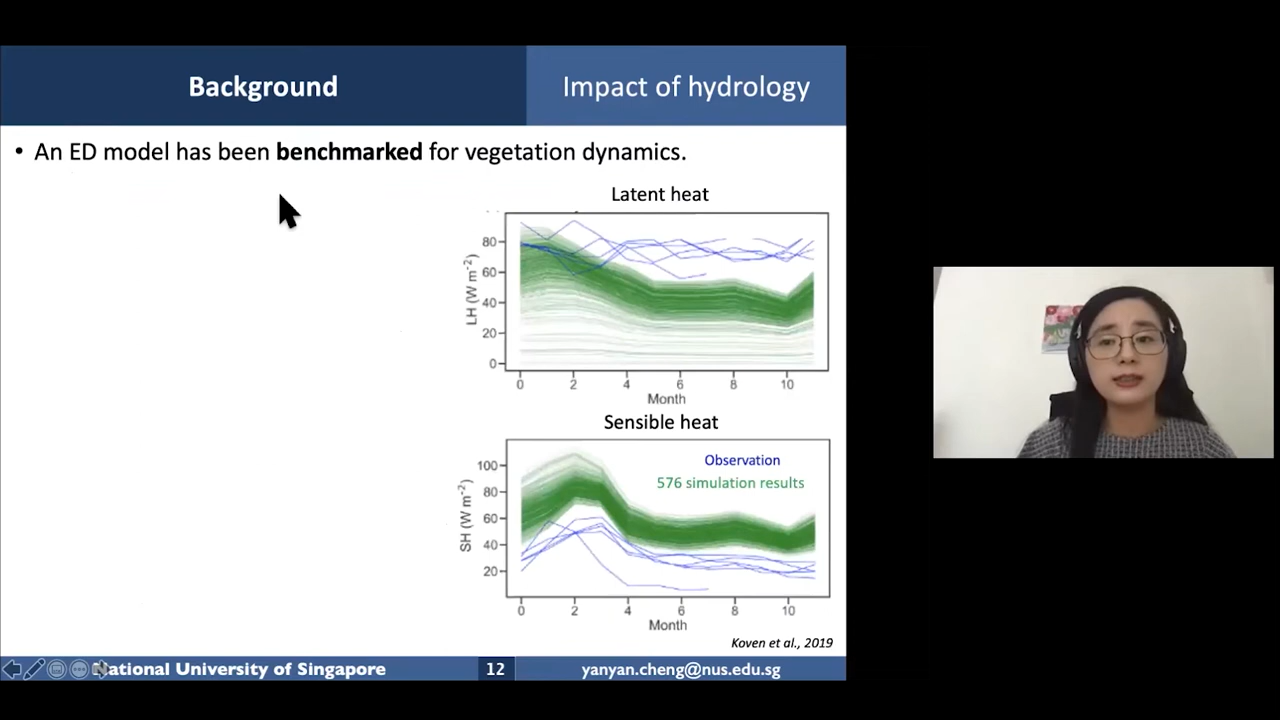 Background
Impact of hydrology
• An ED model has been benchmarked for vegetation dynamics.
Latent heat
LH (W m⁻²)
80
60
40
20
0
0 2 4 6 8 10
Month
Sensible heat
Observation
576 simulation results
SH (W m⁻²)
100
80
60
40
20
0 2 4 6 8 10
Month
Koven et al., 2019
National University of Singapore
12
yanyan.cheng@nus.edu.sg